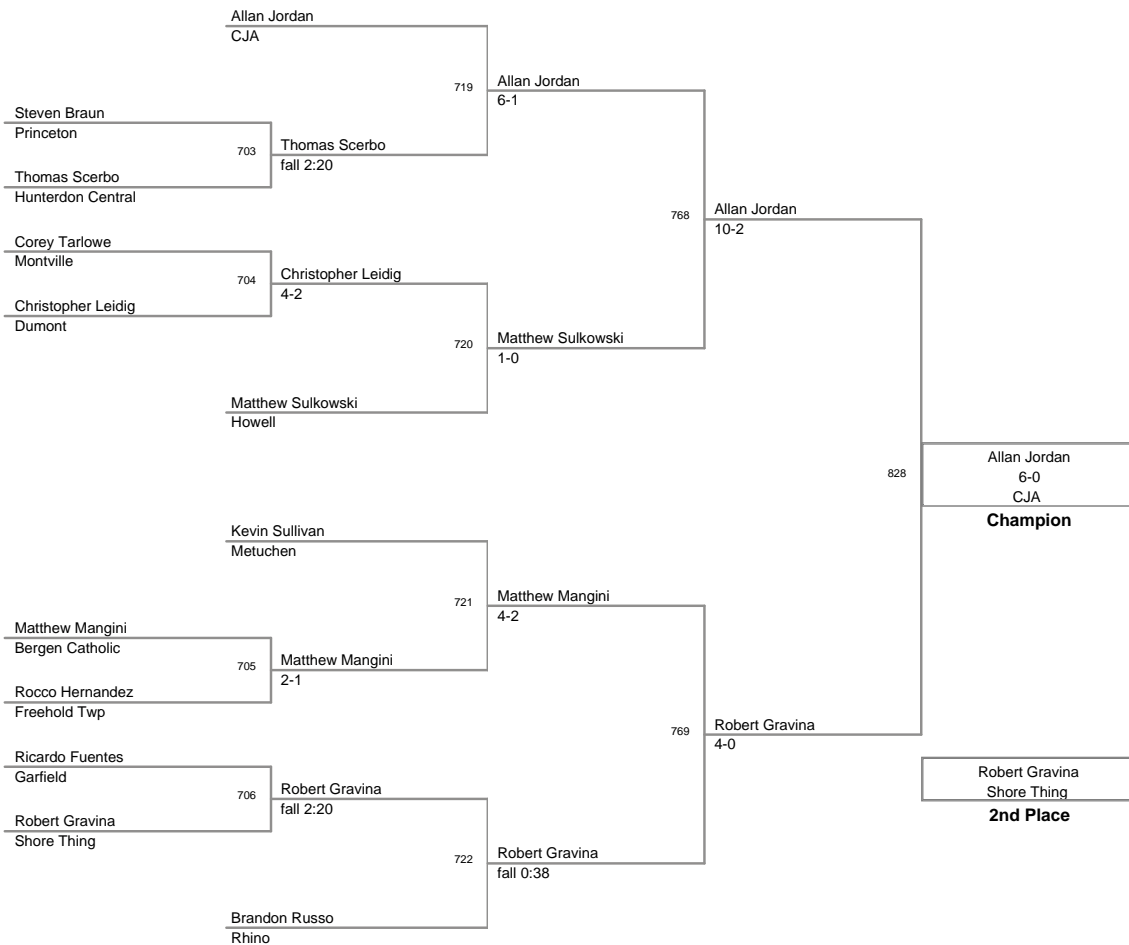 Allan Jordan
CJA
719
Allan Jordan
6-1
Steven Braun
Princeton
703
Thomas Scerbo
fall 2:20
Thomas Scerbo
Hunterdon Central
768
Allan Jordan
10-2
Corey Tarlowe
Montville
704
Christopher Leidig
4-2
Christopher Leidig
Dumont
720
Matthew Sulkowski
1-0
Matthew Sulkowski
Howell
828
Allan Jordan
6-0
CJA
Champion
Kevin Sullivan
Metuchen
721
Matthew Mangini
4-2
Matthew Mangini
Bergen Catholic
705
Matthew Mangini
2-1
Rocco Hernandez
Freehold Twp
769
Robert Gravina
4-0
Ricardo Fuentes
Garfield
706
Robert Gravina
fall 2:20
Robert Gravina
Shore Thing
722
Robert Gravina
fall 0:38
Brandon Russo
Rhino
Robert Gravina
Shore Thing
2nd Place